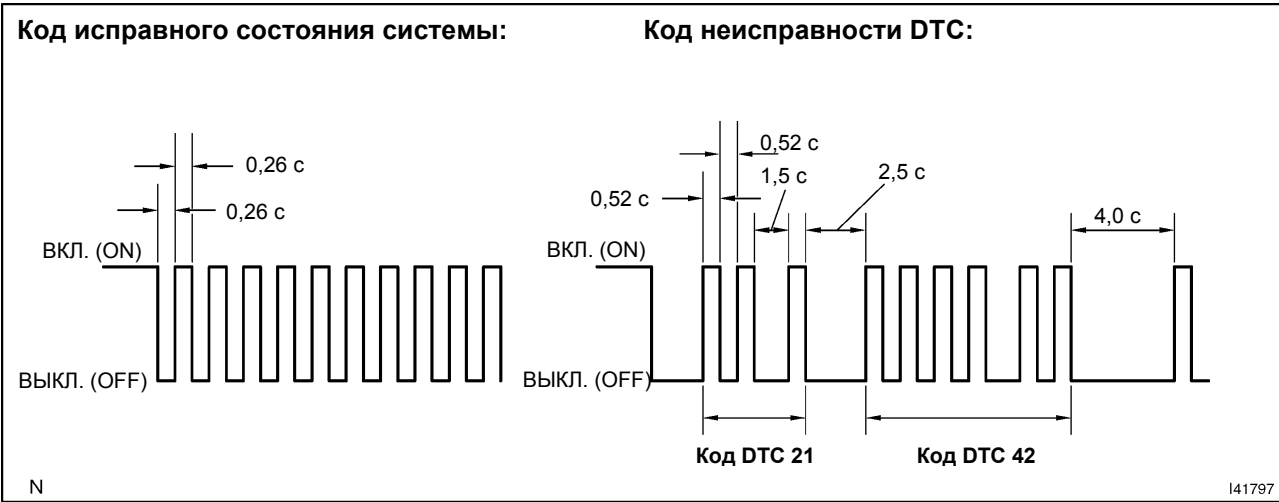 Код исправного состояния системы:
0,26 с
0,26 с
ВКЛ. (ON)
ВЫКЛ. (OFF)
Код неисправности DTC:
0,52 с
1,5 с
2,5 с
0,52 с
4,0 с
ВКЛ. (ON)
ВЫКЛ. (OFF)
Код DTC 21
Код DTC 42
N
I41797